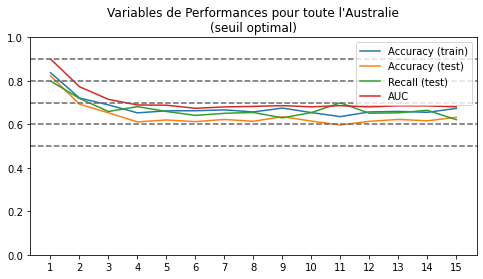 Variables de Performances pour toute l'Australie
(seuil optimal)
1.0
0.8
0.6
0.4
0.2
0.0
Accuracy (train)
Accuracy (test)
Recall (test)
AUC
1 2 3 4 5 6 7 8 9 10 11 12 13 14 15